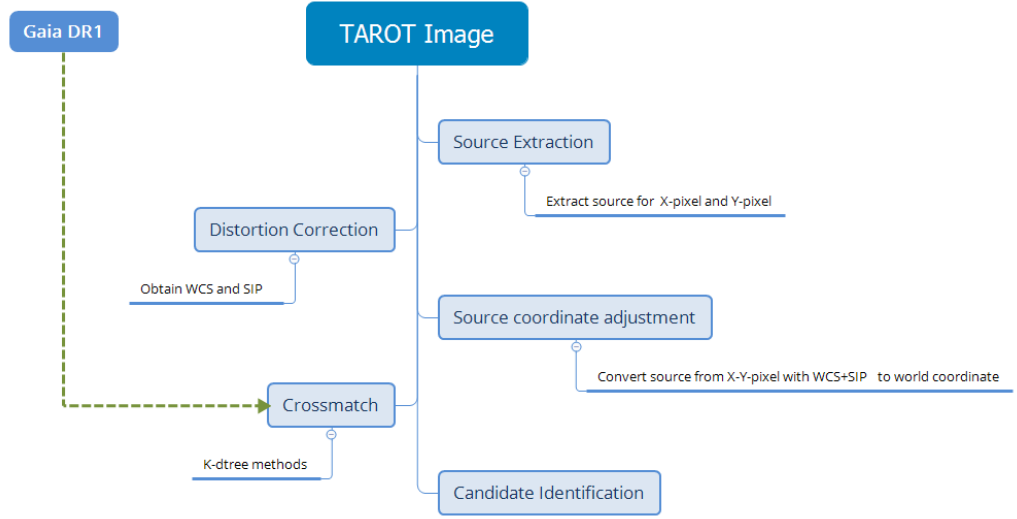 Gaia DR1
TAROT Image
Source Extraction
Extract source for X-pixel and Y-pixel
Distortion Correction
Obtain WCS and SIP
Source coordinate adjustment
Convert source from X-Y-pixel with WCS+SIP to world coordinate
Crossmatch
K-dtree methods
Candidate Identification